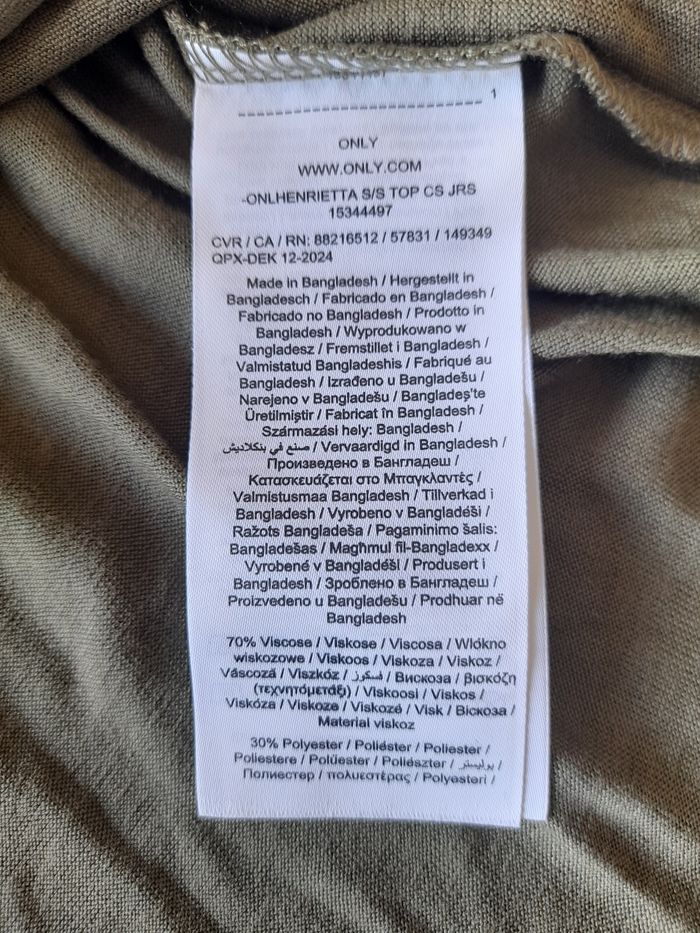 1
ONLY
WWW.ONLY.COM
-ONLHENRIETTA S/S TOP CS JRS
15344497
CVR / CA / RN: 88216512 / 57831 / 149349
QPX-DEK 12-2024
Made in Bangladesh / Hergestellt in
Bangladesch / Fabricado en Bangladesh /
Fabricado no Bangladesh / Prodotto in
Bangladesh / Wyprodukowano w
Bangladesz / Fremstillet i Bangladesh /
Valmistatud Bangladeshis / Fabriqué au
Bangladesh / Izrađeno u Bangladešu /
Narejeno v Bangladešu / Bangladeş'te
Üretilmiştir / Fabricat în Bangladesh /
Származási hely: Bangladesh /
صنع في بنكلاديش / Vervaardigd in Bangladesh /
Произведено в Бангладеш /
Κατασκευάζεται στο Μπαγκλαντές /
Valmistusmaa Bangladesh / Tillverkad i
Bangladesh / Vyrobeno v Bangladéši /
Ražots Bangladeša / Pagaminimo šalis:
Bangladešas / Magħmul fil-Bangladexx /
Vyrobené v Bangladéši / Produsert i
Bangladesh / Зроблено в Бангладеш /
Proizvedeno u Bangladešu / Prodhuar në
Bangladesh
70% Viscose / Viskose / Viscosa / Włókno
wiskozowe / Viskoos / Viskoza / Viskoz /
Vâscoză / Viszkóz / فسكوز / Вискоза / βισκόζη
(τεχνητόμετάξι) / Viskoosi / Viskos /
Viskóza / Viskoze / Viskozė / Visk / Віскоза /
Material viskoz
30% Polyester / Poliéster / Poliester /
Poliestere / Polüester / Poliészter / بوليستر /
Полиестер / πολυεστέρας / Polyesteri /